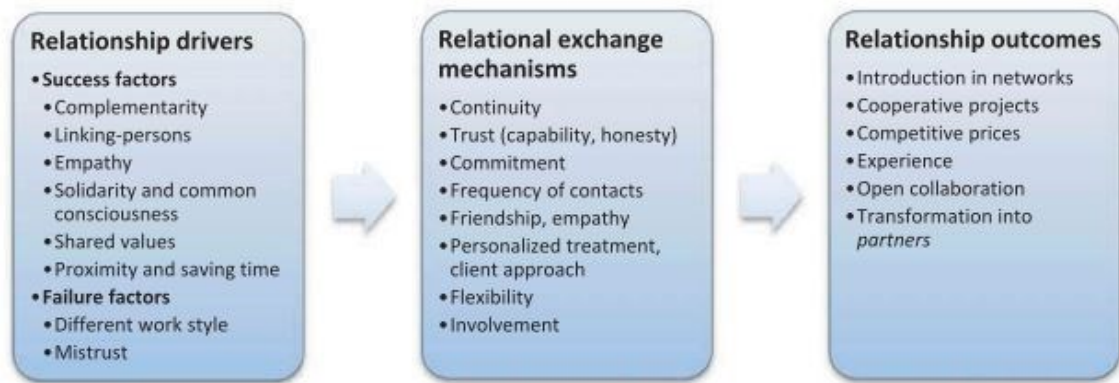 Relationship drivers
•Success factors
•Complementarity
•Linking-persons
•Empathy
•Solidarity and common
consciousness
•Shared values
•Proximity and saving time
•Failure factors
•Different work style
•Mistrust
Relational exchange
mechanisms
•Continuity
•Trust (capability, honesty)
•Commitment
•Frequency of contacts
•Friendship, empathy
•Personalized treatment,
client approach
•Flexibility
•Involvement
Relationship outcomes
•Introduction in networks
•Cooperative projects
•Competitive prices
•Experience
•Open collaboration
•Transformation into
partners